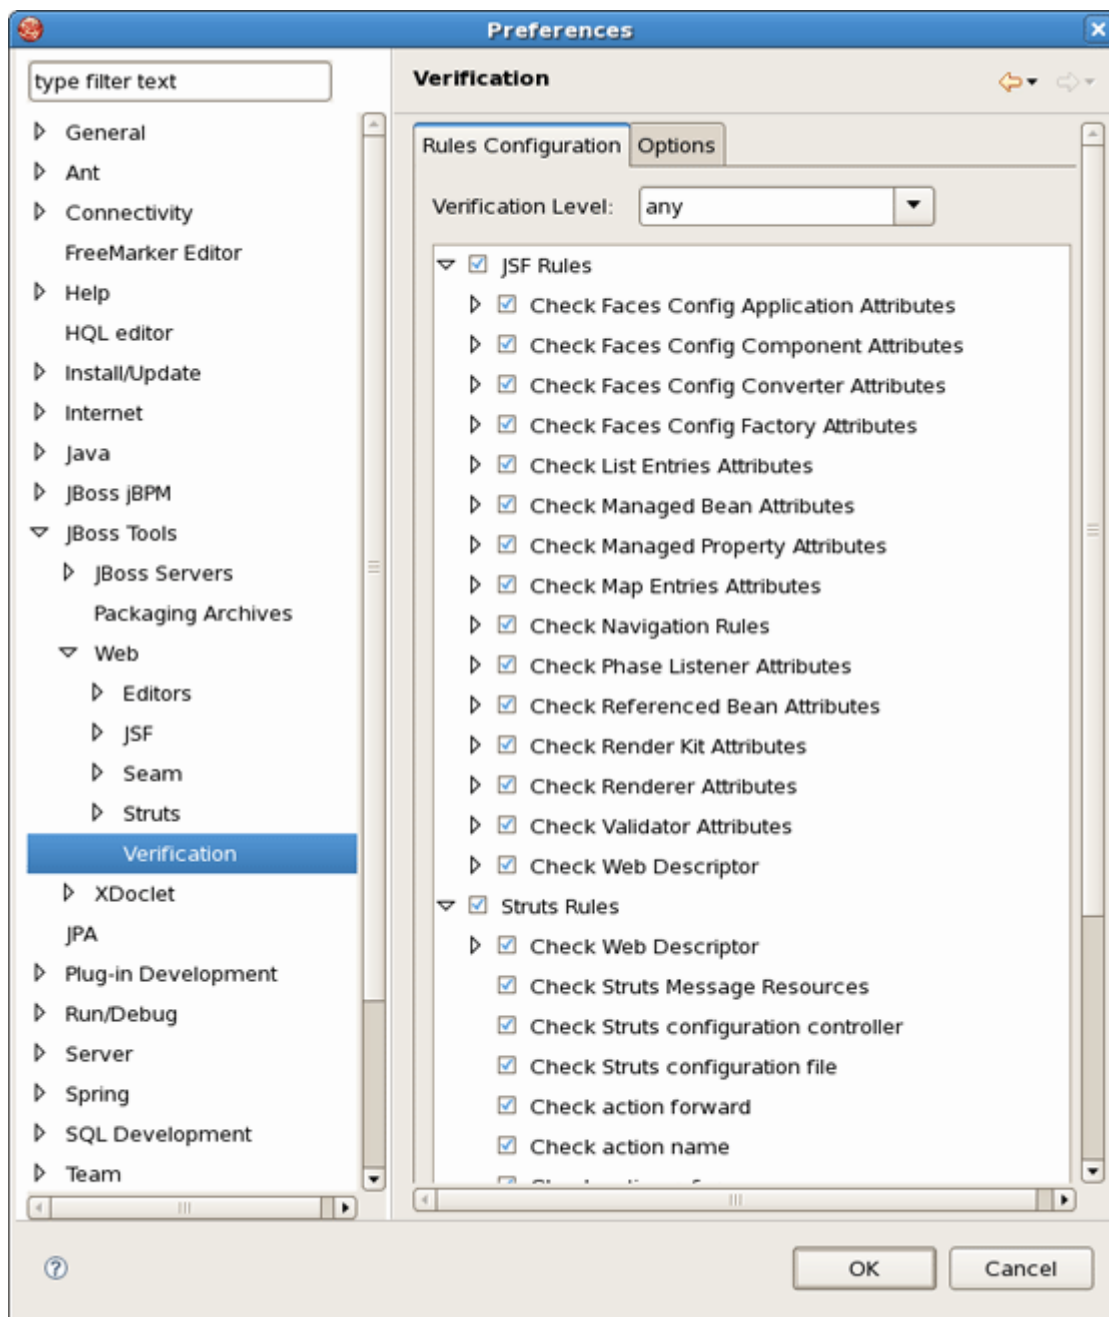 Preferences
type filter text
General
Ant
Connectivity
FreeMarker Editor
Help
HQL editor
Install/Update
Internet
Java
JBoss jBPM
JBoss Tools
JBoss Servers
Packaging Archives
Web
Editors
JSF
Seam
Struts
Verification
XDoclet
JPA
Plug-in Development
Run/Debug
Server
Spring
SQL Development
Team
Verification
Rules Configuration Options
Verification Level: any
JSF Rules
Check Faces Config Application Attributes
Check Faces Config Component Attributes
Check Faces Config Converter Attributes
Check Faces Config Factory Attributes
Check List Entries Attributes
Check Managed Bean Attributes
Check Managed Property Attributes
Check Map Entries Attributes
Check Navigation Rules
Check Phase Listener Attributes
Check Referenced Bean Attributes
Check Render Kit Attributes
Check Renderer Attributes
Check Validator Attributes
Check Web Descriptor
Struts Rules
Check Web Descriptor
Check Struts Message Resources
Check Struts configuration controller
Check Struts configuration file
Check action forward
Check action name
OK Cancel